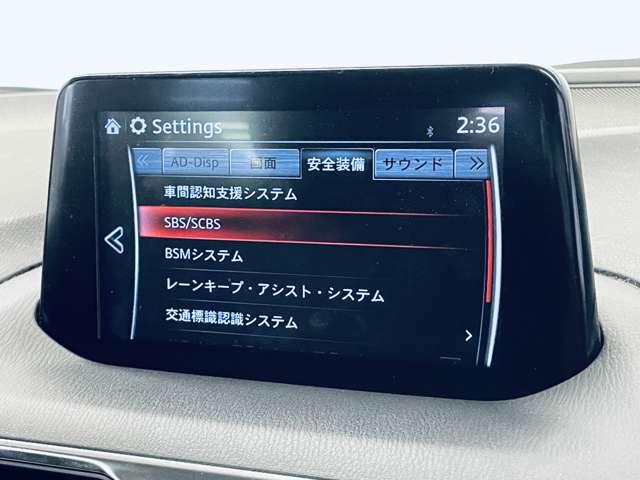 Settings 2:36
AD-Disp 画面 安全装備 サウンド
車間認知支援システム
SBS/SCBS
BSMシステム
レーンキープ・アシスト・システム
交通標識認識システム